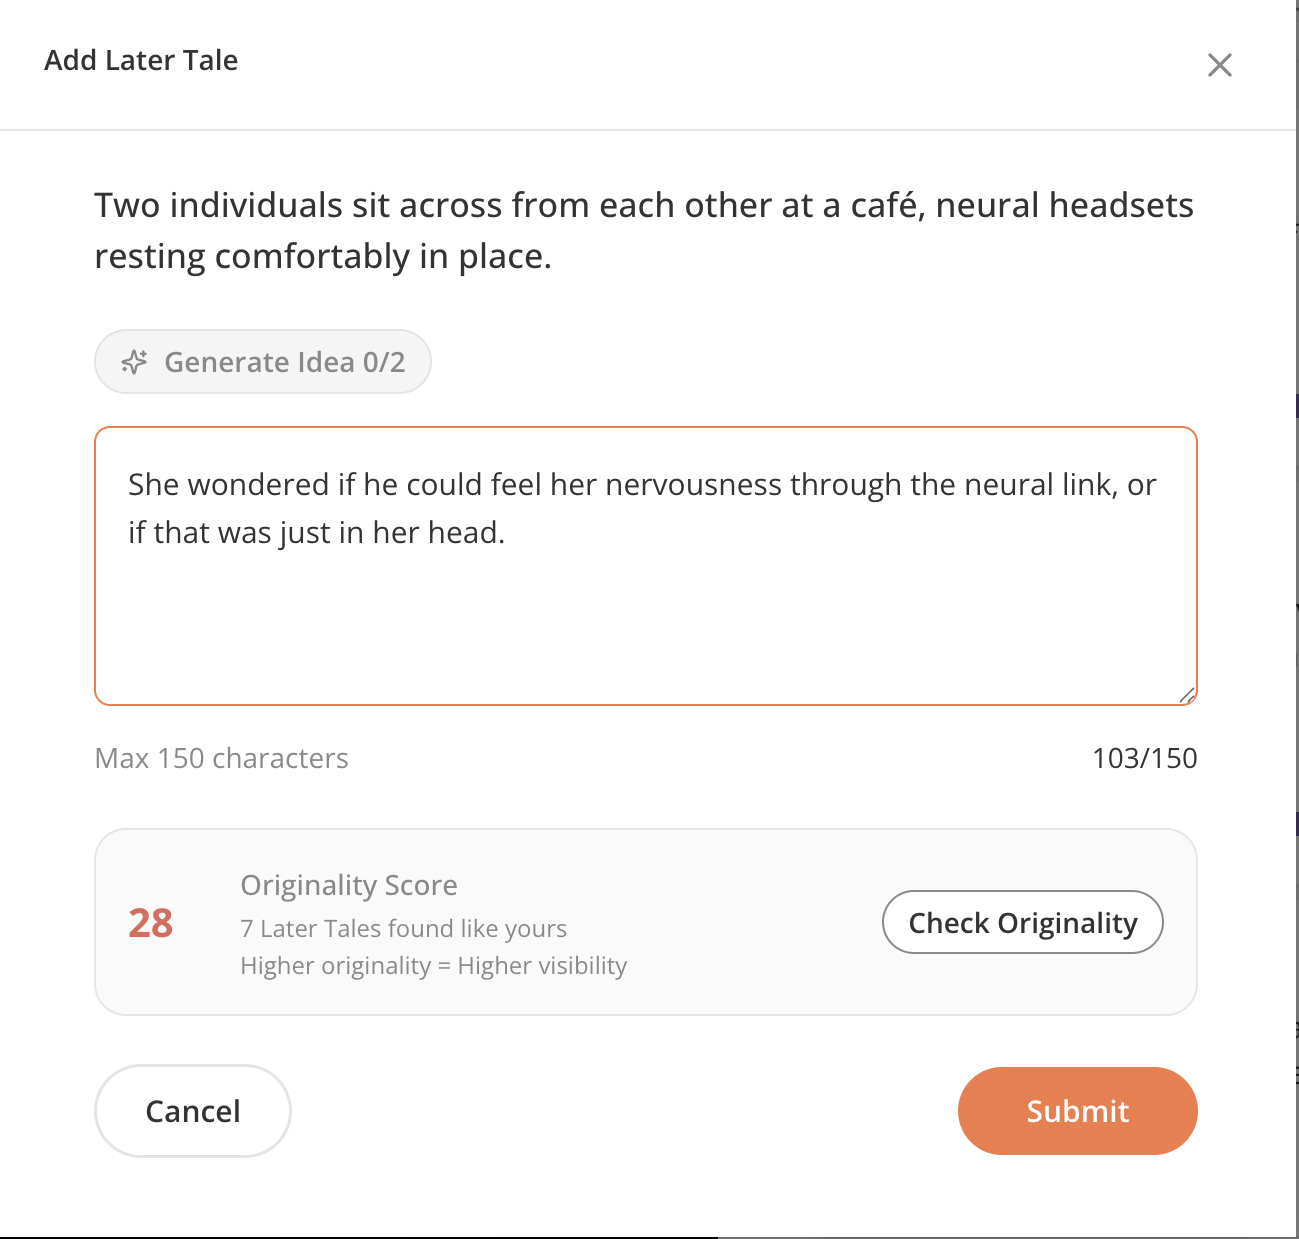 Add Later Tale
Two individuals sit across from each other at a café, neural headsets
resting comfortably in place.
Generate Idea 0/2
She wondered if he could feel her nervousness through the neural link, or
if that was just in her head.
Max 150 characters
103/150
28
Originality Score
7 Later Tales found like yours
Higher originality = Higher visibility
Check Originality
Cancel
Submit